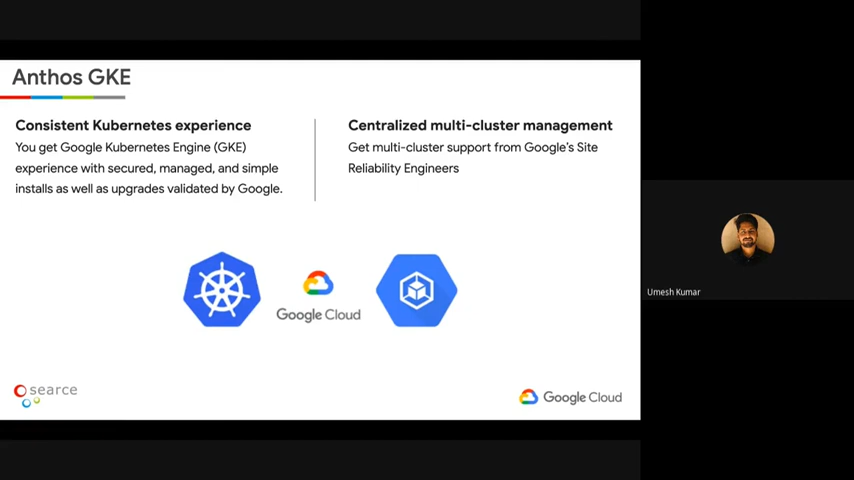 Anthos GKE
Consistent Kubernetes experience
You get Google Kubernetes Engine (GKE)
experience with secured, managed, and simple
installs as well as upgrades validated by Google.
Centralized multi-cluster management
Get multi-cluster support from Google's Site
Reliability Engineers
Google Cloud
searce
Google Cloud
Umesh Kumar